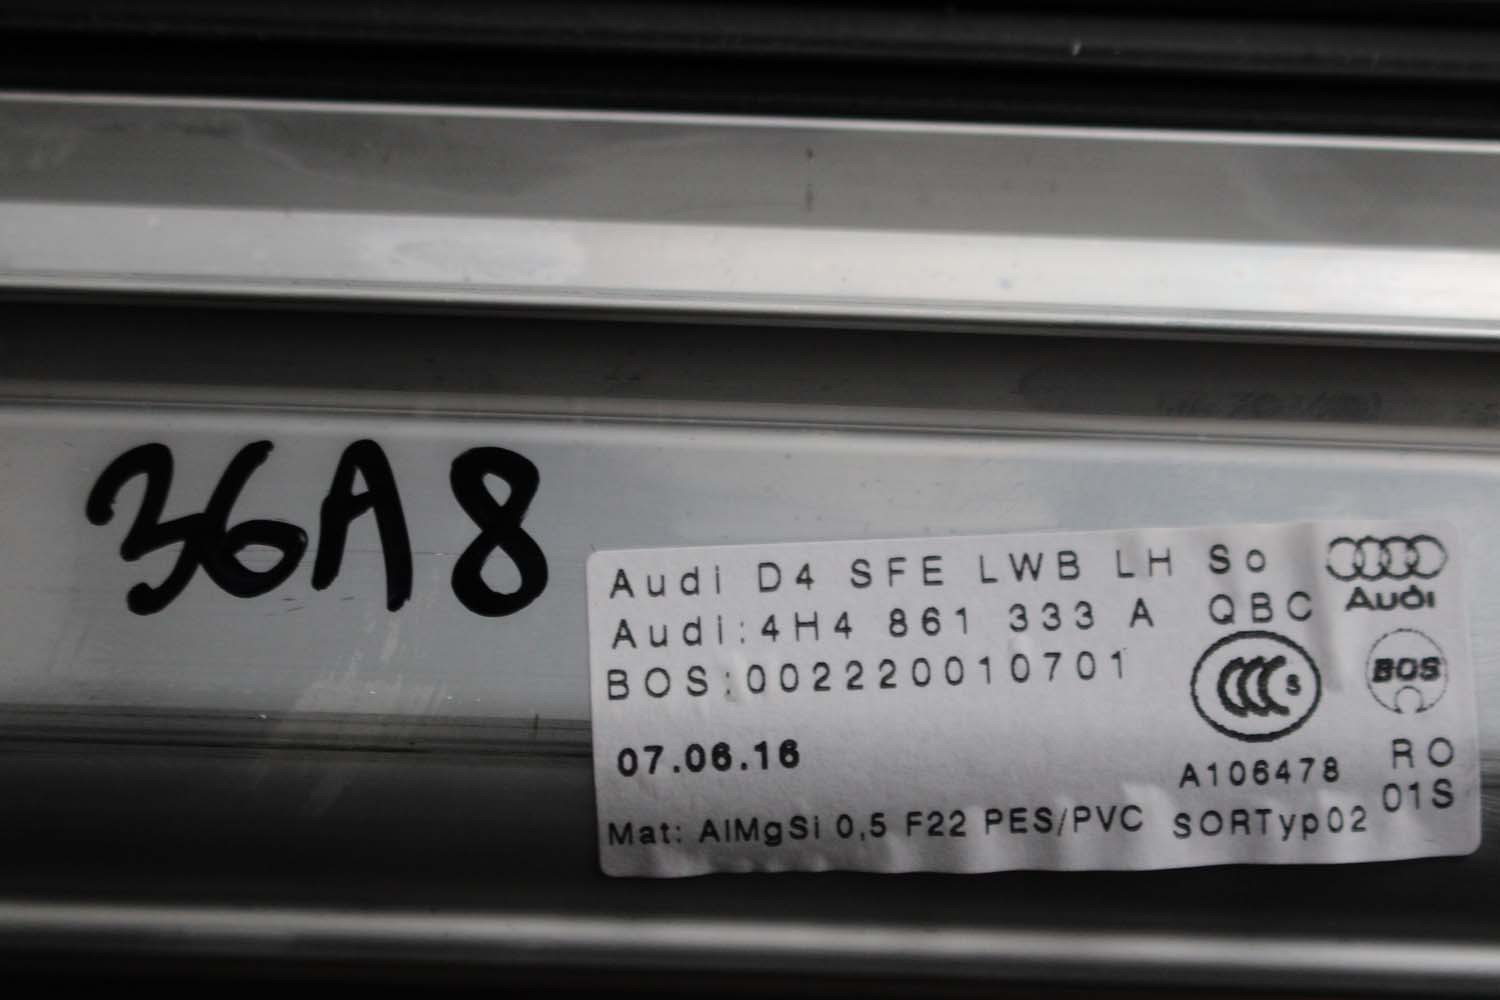 36A8
Audi D4 SFE LWB LH So
Audi
Audi:4H4 861 333 A QBC
BOS:002220010701
CCC S
BOS
07.06.16
A106478
RO
01S
Mat: AlMgSi 0,5 F22 PES/PVC SORTyp02